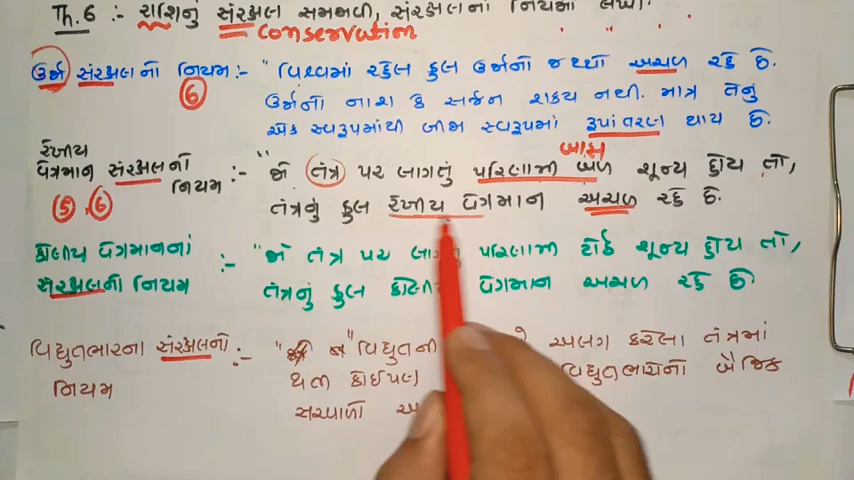 Th.6 :- રાશિનું સંરક્ષણ સમજાવી, સંરક્ષણનાં નિયમો લખો.
Conservation
ઉર્જા સંરક્ષણનો નિયમ :- "વિશ્વમાં રહેલ કુલ ઉર્જાનો જથ્થો અચળ રહે છે.
6
ઉર્જાનો નાશ કે સર્જન શક્ય નથી. માત્ર તેનું
એક સ્વરૂપમાંથી બીજા સ્વરૂપમાં રૂપાંતરણ થાય છે.
બાહ્ય
રેખીય વેગમાન સંરક્ષણનો નિયમ :- "જો તંત્ર પર લાગતું પરિણામી બળ શૂન્ય હોય તો,
5, 6
તંત્રનું કુલ રેખીય વેગમાન અચળ રહે છે.
કોણીય વેગમાનનાં :- "જો તંત્ર પર પરિણામી ટોર્ક શૂન્ય હોય તો,
સંરક્ષણનો નિયમ તંત્રનું કુલ વેગમાન અચળ રહે છે
વિદ્યુતભારના સંરક્ષણનો :- "વિદ્યુતની અલગ કરેલા તંત્રમાં
નિયમ થતી કોઈપણ વિદ્યુતભારોનો બૈજિક
સરવાળો